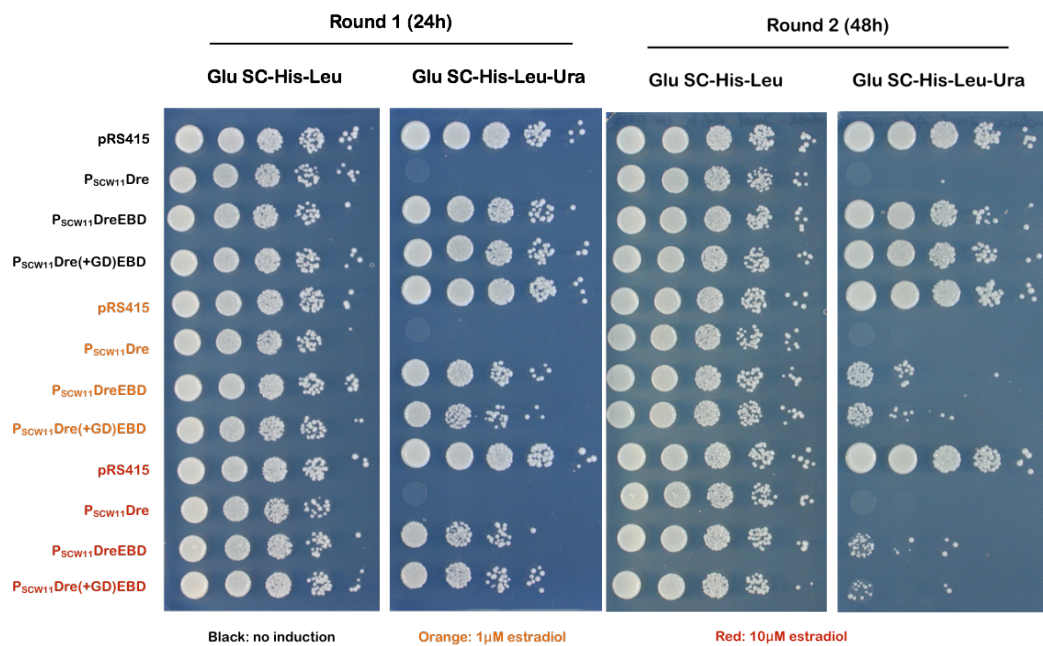 Round 1 (24h)
Round 2 (48h)
Glu SC-His-Leu
Glu SC-His-Leu-Ura
Glu SC-His-Leu
Glu SC-His-Leu-Ura
pRS415
PSCW11Dre
PSCW11DreEBD
PSCW11Dre(+GD)EBD
pRS415
PSCW11Dre
PSCW11DreEBD
PSCW11Dre(+GD)EBD
pRS415
PSCW11Dre
PSCW11DreEBD
PSCW11Dre(+GD)EBD
Black: no induction
Orange: 1μM estradiol
Red: 10μM estradiol